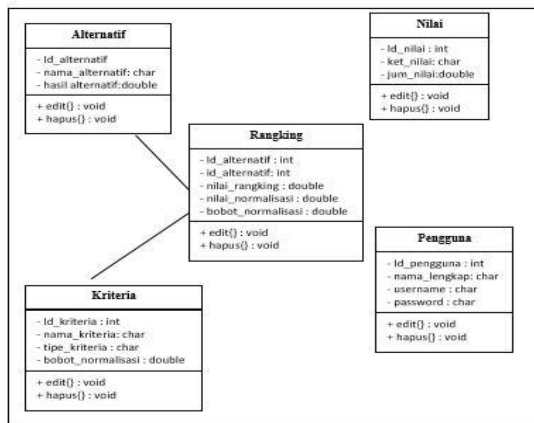 Alternatif
- Id_alternatif
- nama_alternatif: char
- hasil alternatif:double
+ edit{} : void
+ hapus{} : void
Nilai
- Id_nilai : int
- ket_nilai: char
- jum_nilai:double
+ edit{} : void
+ hapus{} : void
Rangking
- Id_alternatif : int
- id_alternatif: int
- nilai_rangking : double
- nilai_normalisasi : double
- bobot_normalisasi : double
+ edit{} : void
+ hapus{} : void
Pengguna
- Id_pengguna : int
- nama_lengkap: char
- username : char
- password : char
+ edit{} : void
+ hapus{} : void
Kriteria
- Id_kriteria : int
- nama_kriteria: char
- tipe_kriteria : char
- bobot_normalisasi : double
+ edit{} : void
+ hapus{} : void